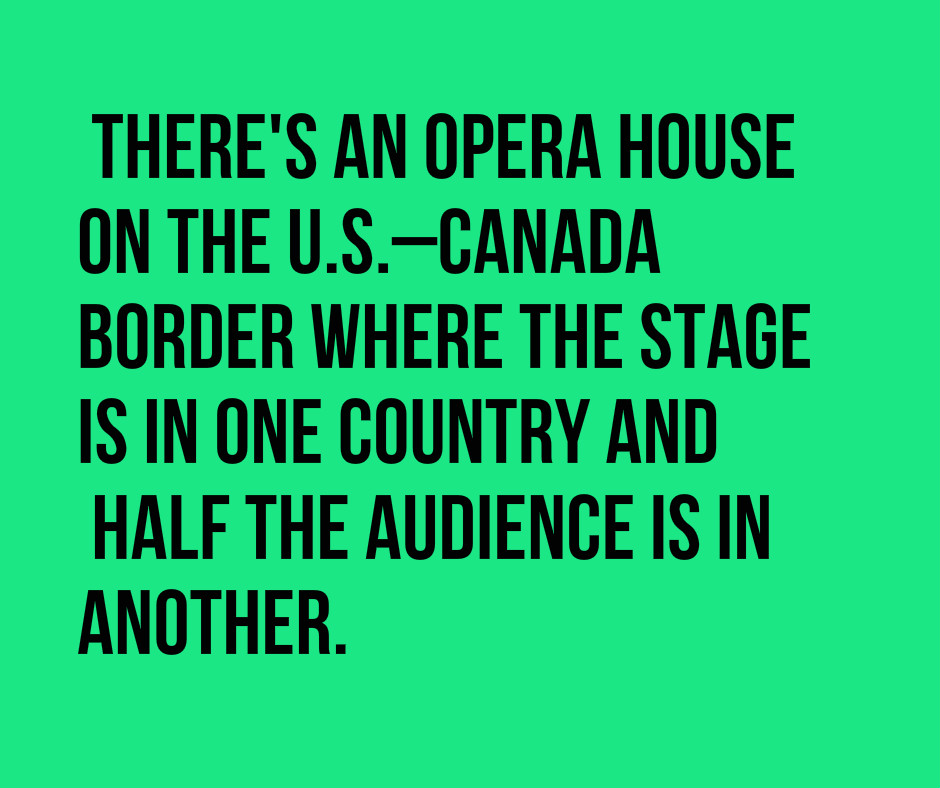 THERE'S AN OPERA HOUSE
ON THE U.S.–CANADA
BORDER WHERE THE STAGE
IS IN ONE COUNTRY AND
HALF THE AUDIENCE IS IN
ANOTHER.